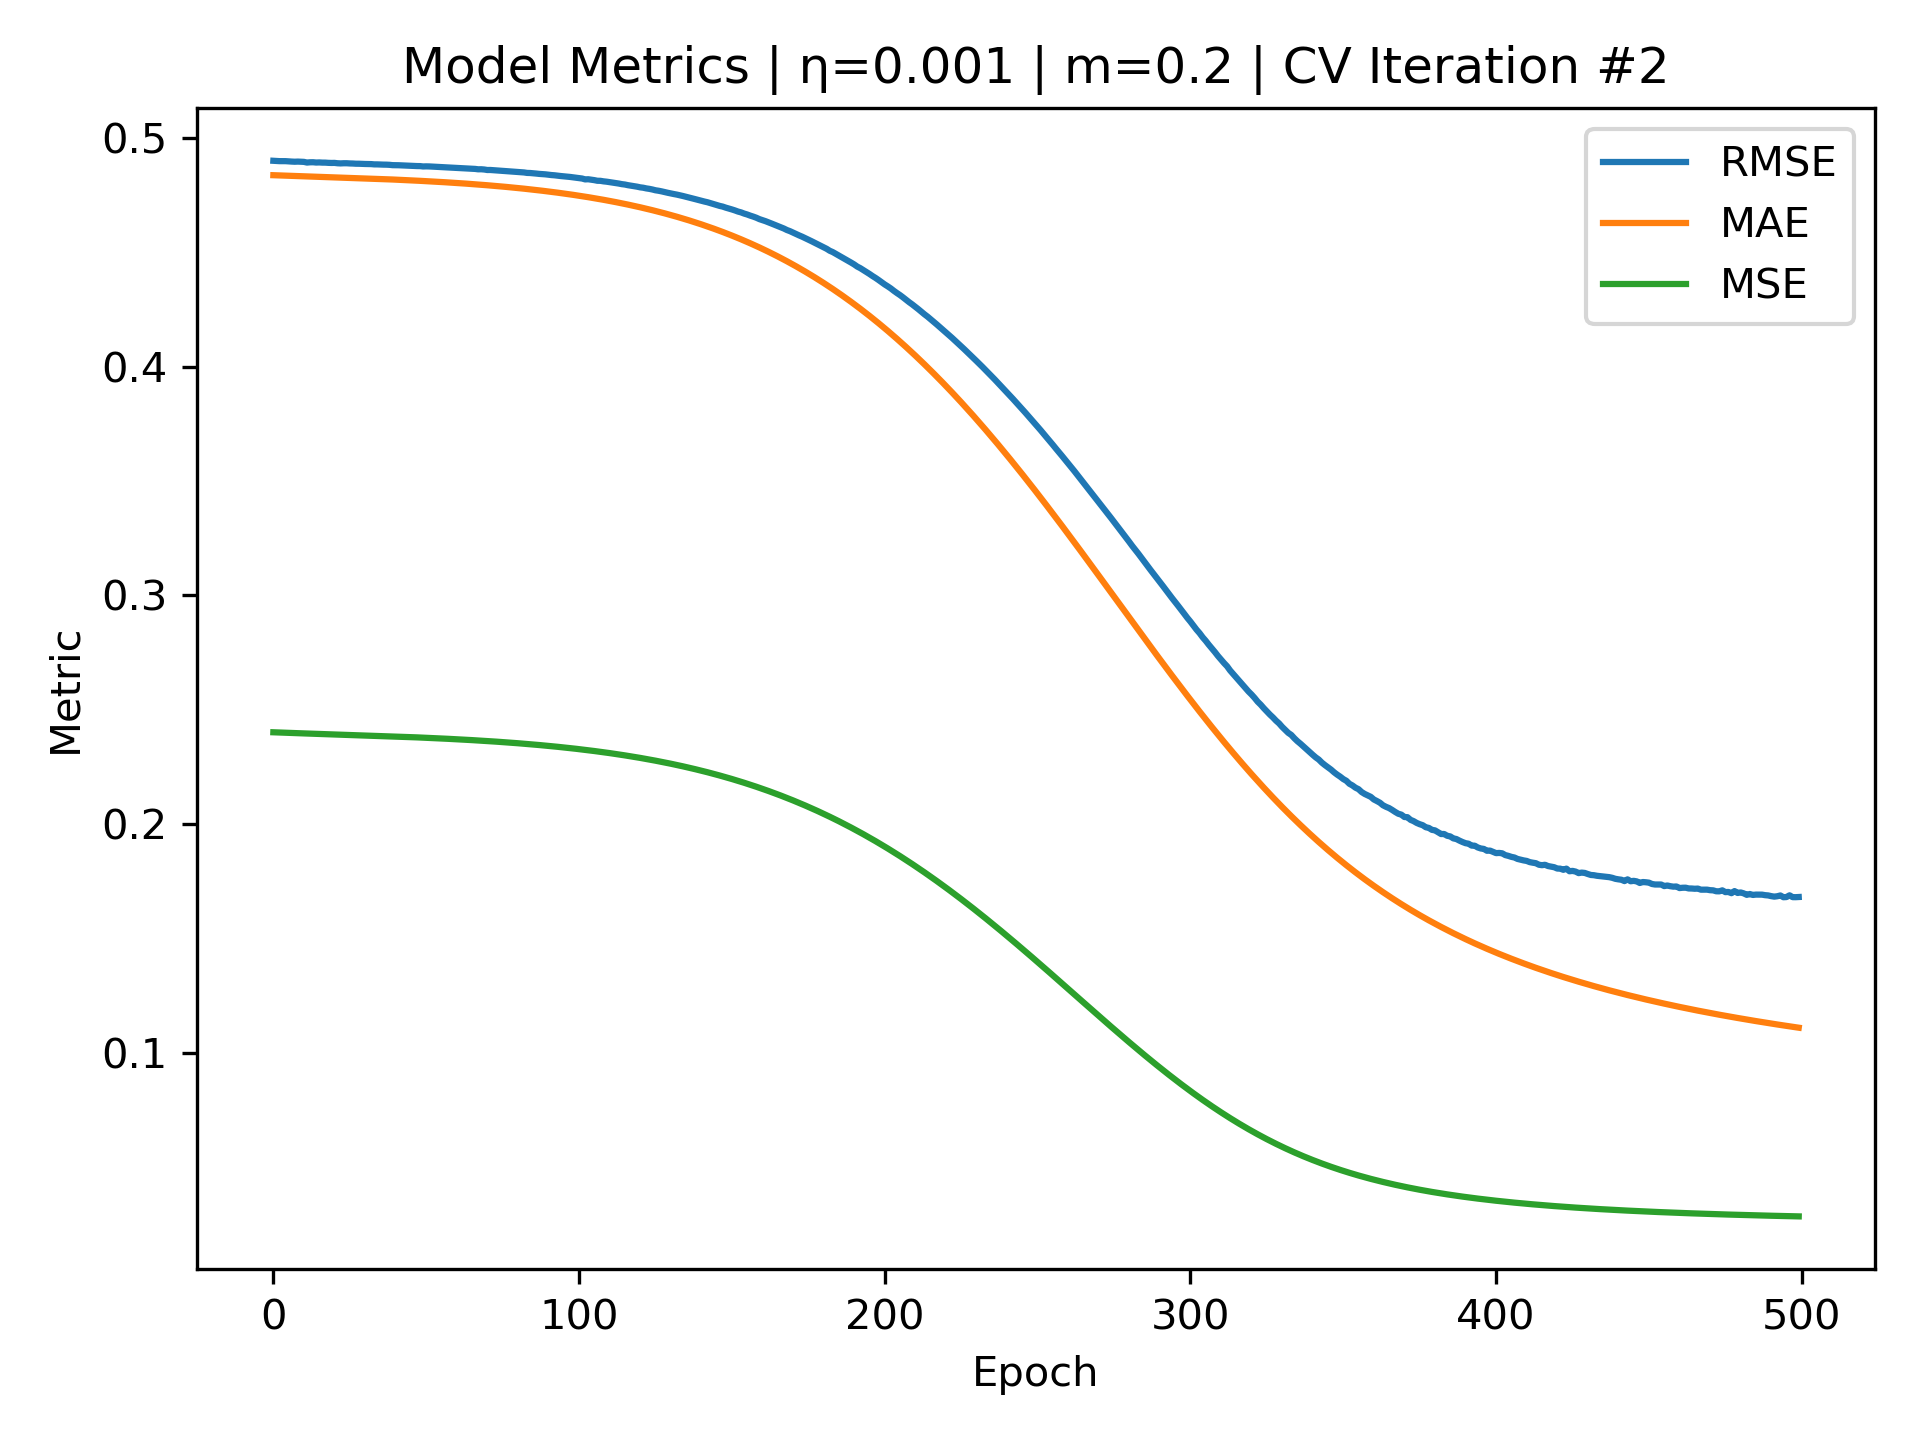 Model Metrics | η=0.001 | m=0.2 | CV Iteration #2
0.5
0.4
0.3
0.2
0.1
Metric
RMSE
MAE
MSE
0 100 200 300 400 500
Epoch